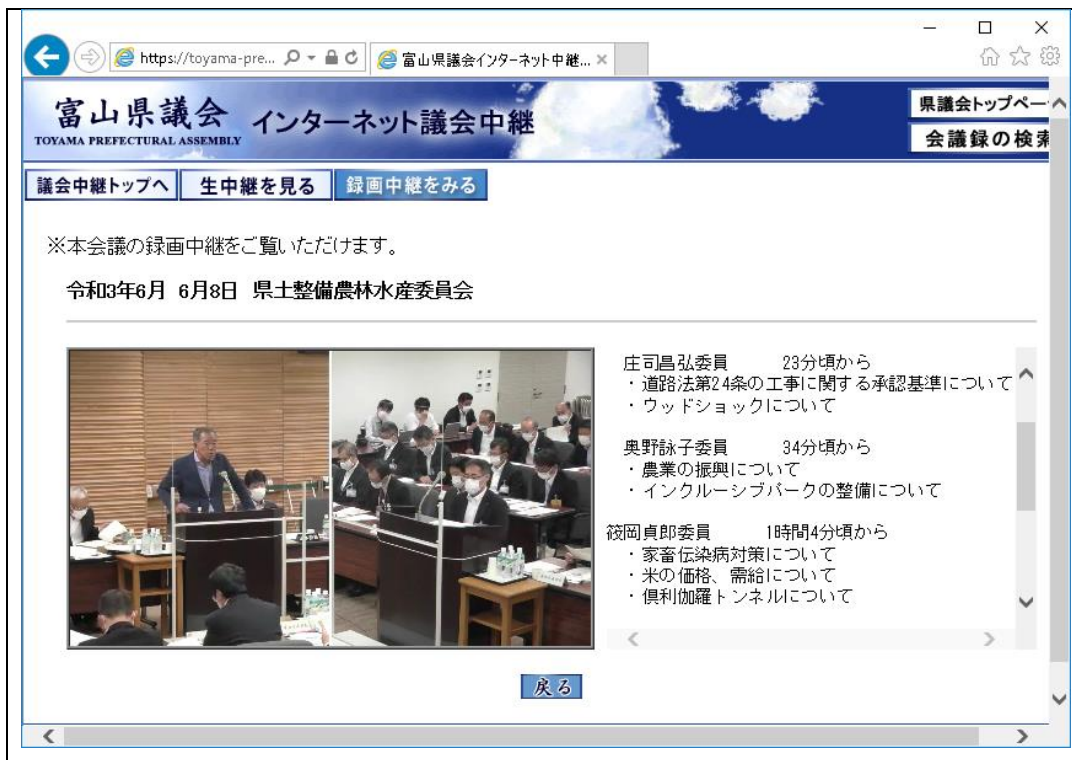 https://toyama-pre...
富山県議会インターネット中継...
富山県議会
TOYAMA PREFECTURAL ASSEMBLY
インターネット議会中継
県議会トップペー
会議録の検索
議会中継トップへ
生中継を見る
録画中継をみる
※本会議の録画中継をご覧いただけます。
令和3年6月 6月8日 県土整備農林水産委員会
庄司昌弘委員 23分頃から
・道路法第24条の工事に関する承認基準について
・ウッドショックについて
奥野詠子委員 34分頃から
・農業の振興について
・インクルーシブパークの整備について
筱岡貞郎委員 1時間4分頃から
・家畜伝染病対策について
・米の価格、需給について
・倶利伽羅トンネルについて
戻る